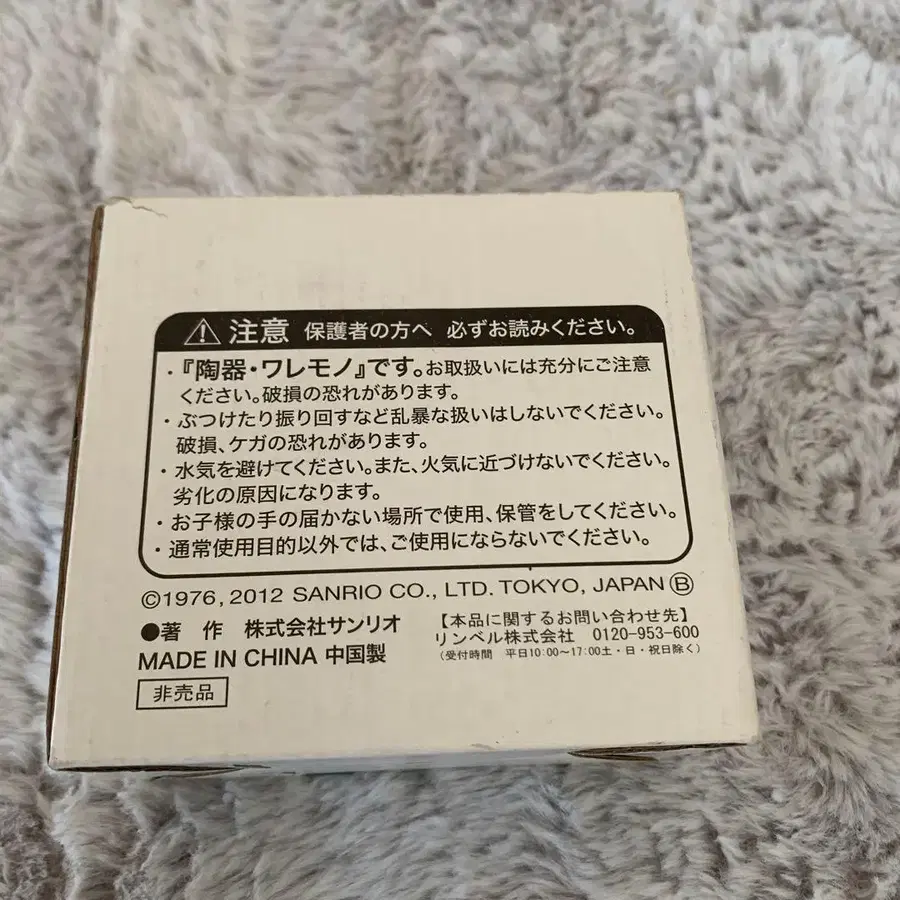 ⚠ 注意 保護者の方へ 必ずお読みください。
・『陶器・ワレモノ』です。お取扱いには充分にご注意
ください。破損の恐れがあります。
・ぶつけたり振り回すなど乱暴な扱いはしないでください。
破損、ケガの恐れがあります。
・水気を避けてください。また、火気に近づけないでください。
劣化の原因になります。
・お子様の手の届かない場所で使用、保管をしてください。
・通常使用目的以外では、ご使用にならないでください。
©1976, 2012 SANRIO CO., LTD. TOKYO, JAPAN Ⓑ
●著 作 株式会社サンリオ
MADE IN CHINA 中国製
非売品
【本品に関するお問い合わせ先】
リンベル株式会社 0120-953-600
(受付時間 平日10:00〜17:00土・日・祝日除く)